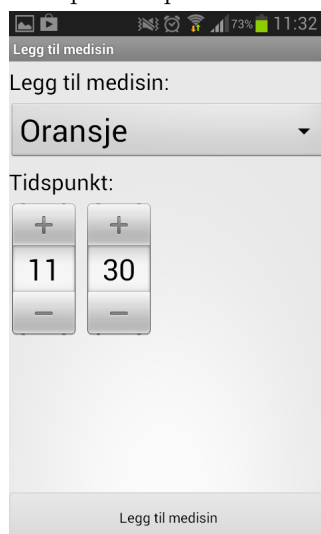 73% 11:32
Legg til medisin
Legg til medisin:
Oransje
Tidspunkt:
11 30
Legg til medisin